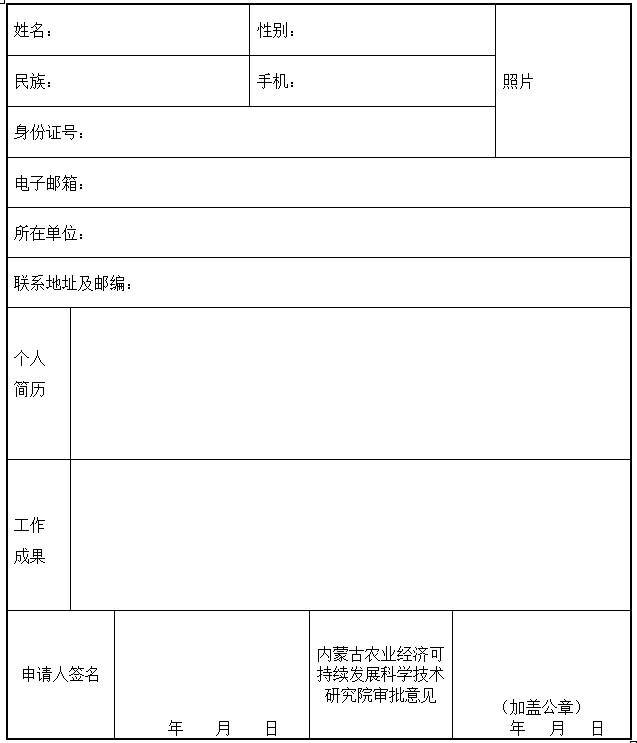 姓名： 性别：
照片
民族： 手机：
身份证号：
电子邮箱：
所在单位：
联系地址及邮编：
个人
简历
工作
成果
申请人签名
年 月 日
内蒙古农业经济可
持续发展科学技术
研究院审批意见
（加盖公章）
年 月 日